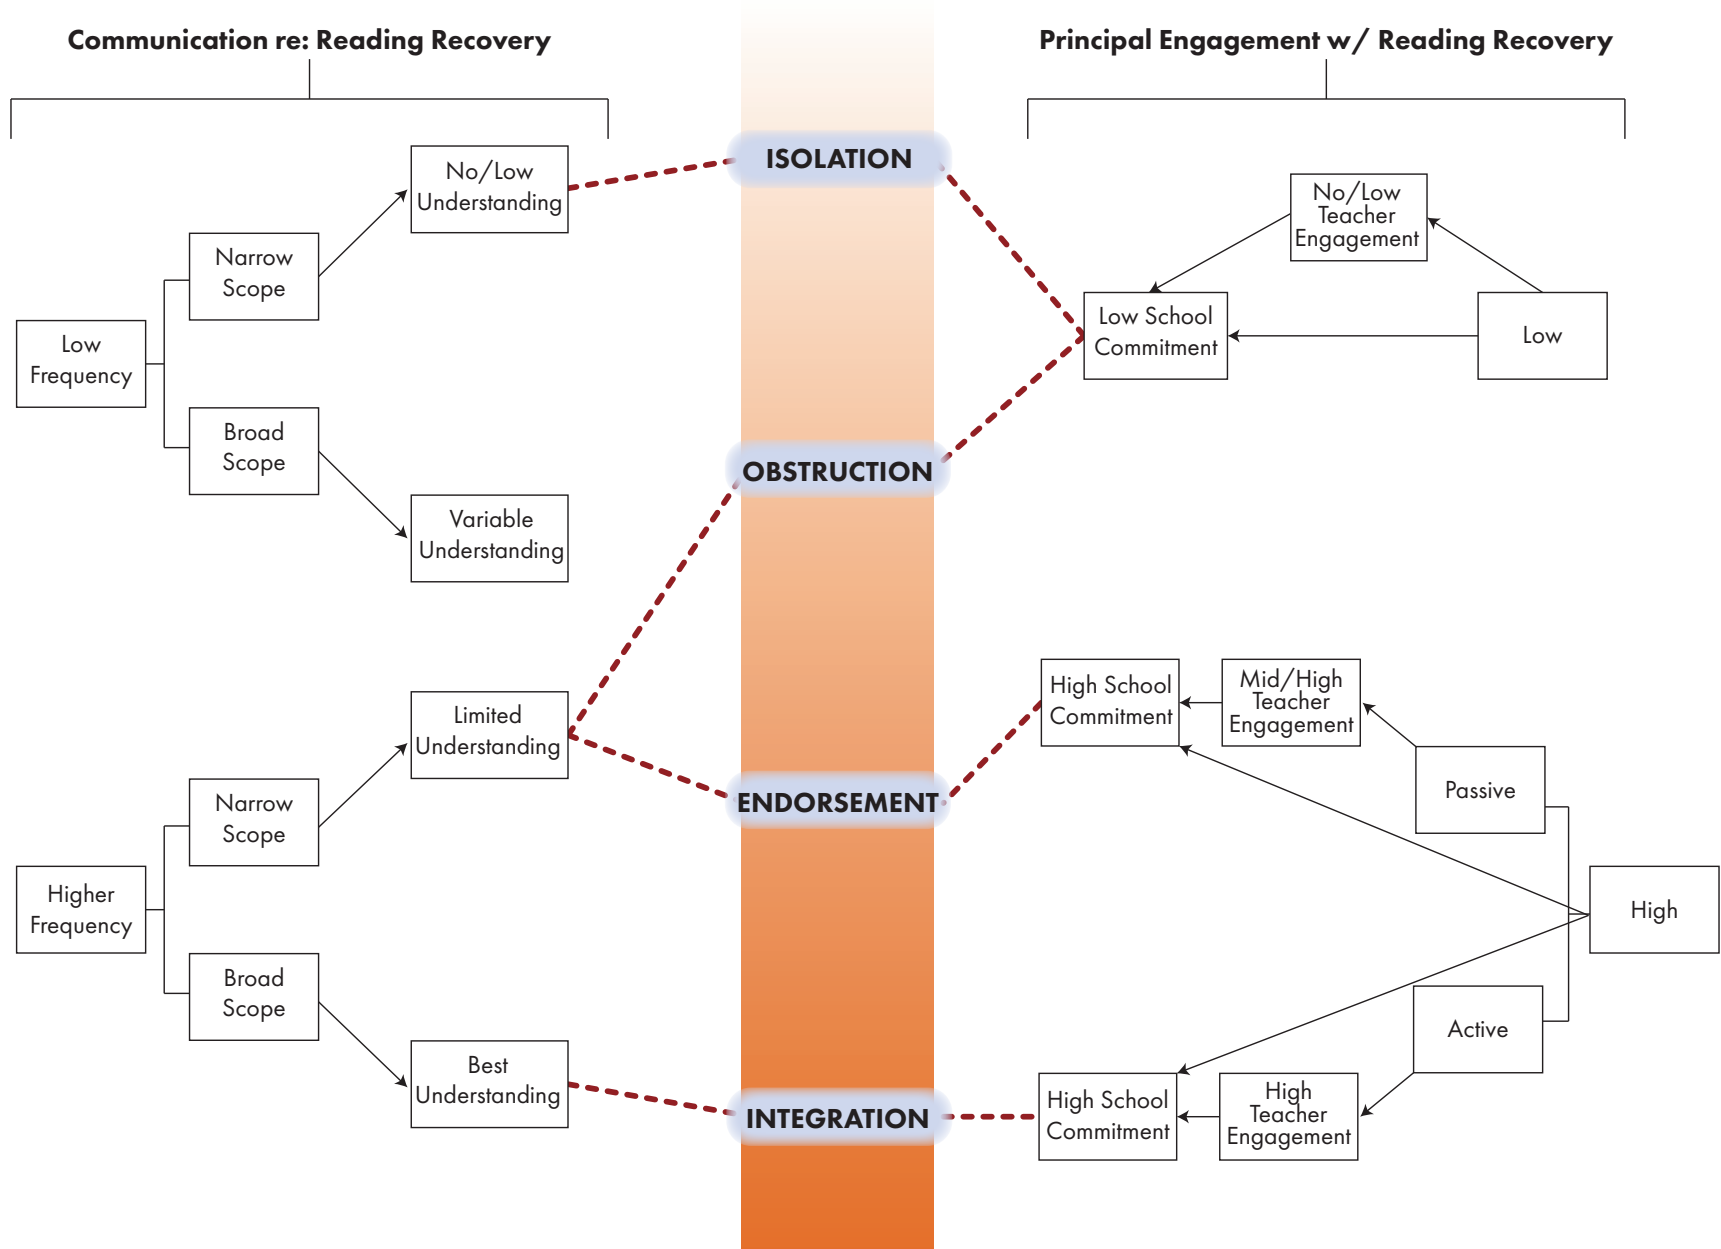 Communication re: Reading Recovery
Principal Engagement w/ Reading Recovery
No/Low
Understanding
Narrow
Scope
Low
Frequency
Broad
Scope
Variable
Understanding
Limited
Understanding
Narrow
Scope
Higher
Frequency
Broad
Scope
Best
Understanding
ISOLATION
OBSTRUCTION
ENDORSEMENT
INTEGRATION
No/Low
Teacher
Engagement
Low School
Commitment
Low
High School
Commitment
Mid/High
Teacher
Engagement
Passive
High
Active
High School
Commitment
High
Teacher
Engagement